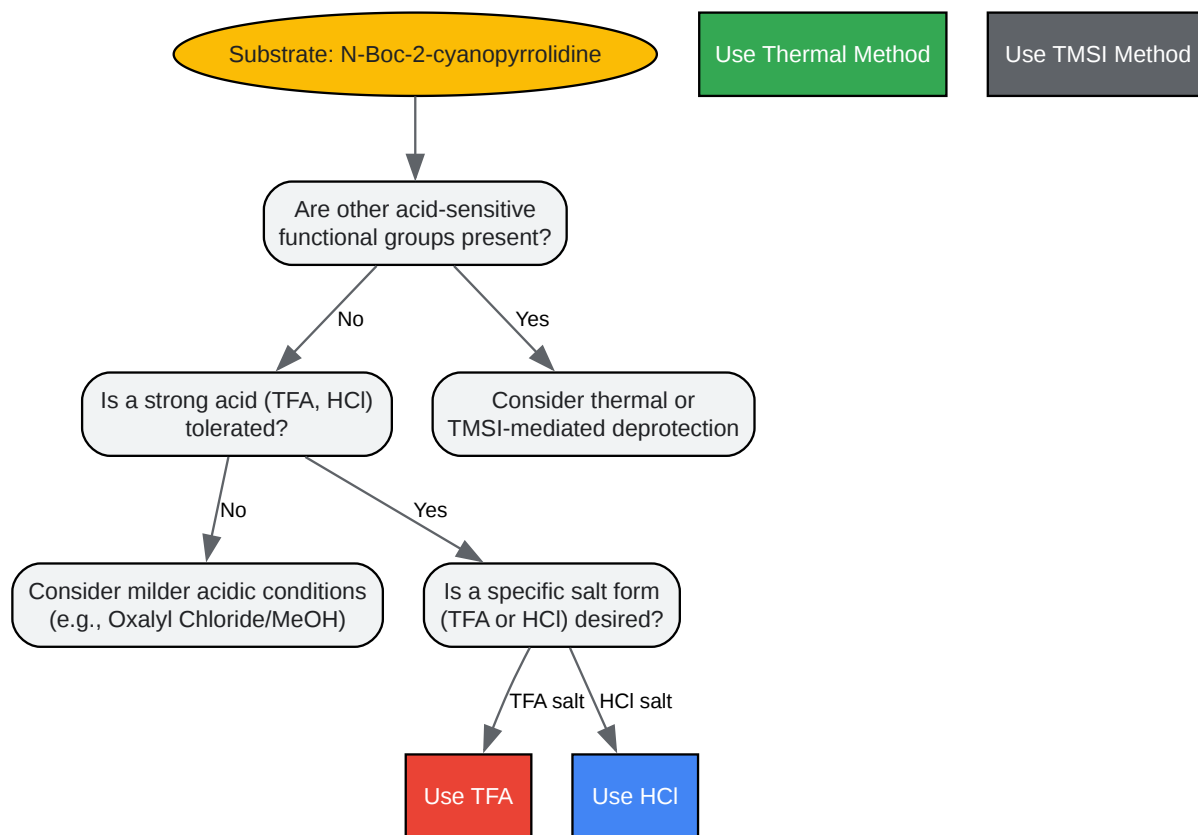 Substrate: N-Boc-2-cyanopyrrolidine
Use Thermal Method
Use TMSI Method
Are other acid-sensitive
functional groups present?
No
Yes
Is a strong acid (TFA, HCl)
tolerated?
Consider thermal or
TMSI-mediated deprotection
No
Yes
Consider milder acidic conditions
(e.g., Oxalyl Chloride/MeOH)
Is a specific salt form
(TFA or HCl) desired?
TFA salt
HCl salt
Use TFA
Use HCl